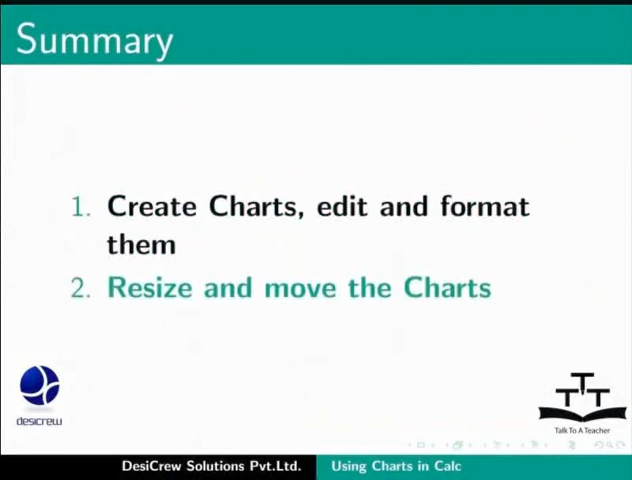 Summary
1. Create Charts, edit and format
them
2. Resize and move the Charts
desicrew
TTT
Talk To A Teacher
DesiCrew Solutions Pvt.Ltd. Using Charts in Calc